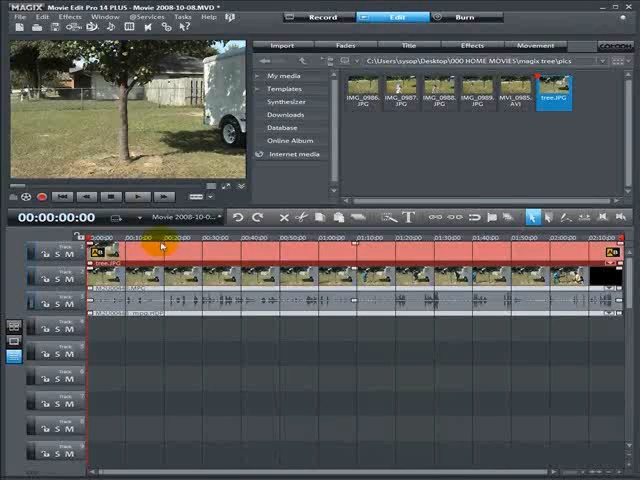 MAGIX Movie Edit Pro 14 PLUS - Movie 2008-10-08.MVD *
File Edit Effects Window @Services Tasks Help
Record Edit Burn
Import Fades Title Effects Movement
C:\Users\sysop\Desktop\000 HOME MOVIES\magix tree\pics
My media
Templates
Synthesizer
Downloads
Database
Online Album
Internet media
IMG_0986.JPG
IMG_0987.JPG
IMG_0988.JPG
IMG_0989.JPG
MVI_0985.AVI
tree.JPG
00:00:00:00
Movie 2008-10-0...
00:10:00 00:20:00 00:30:00 00:40:00 00:50:00 01:00:00 01:10:00 01:20:00 01:30:00 01:40:00 01:50:00 02:00:00 02:10:00
Track 1
S M
tree.JPG
Track 2
S M
Track 3
S M
Track 4
S M
Track 5
S M
Track 6
S M
Track 7
S M
Track 8
S M
Track 9
S M